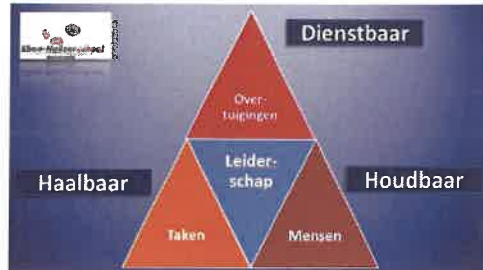 Dienstbaar
Over-
tuigingen
Leider-
schap
Haalbaar
Houdbaar
Taken
Mensen